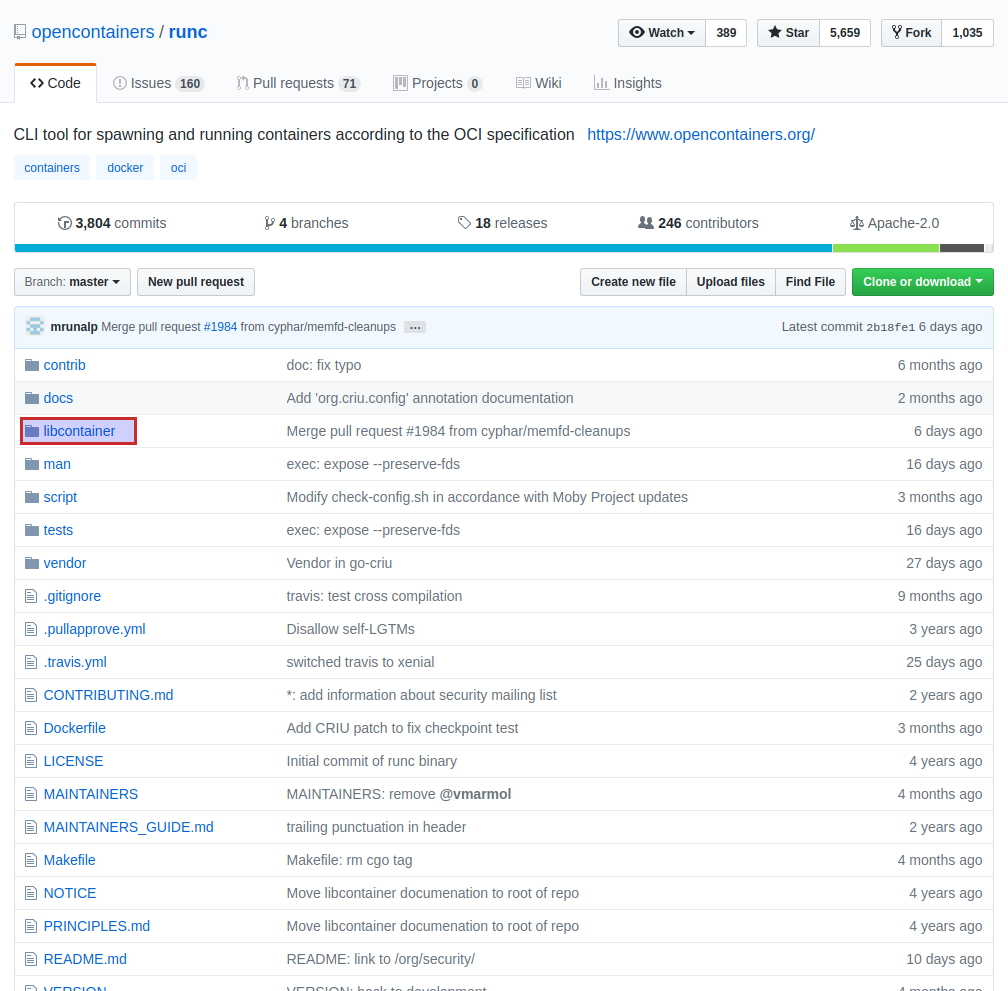 opencontainers / runc Watch 389 Star 5,659 Fork 1,035
Code Issues 160 Pull requests 71 Projects 0 Wiki Insights
CLI tool for spawning and running containers according to the OCI specification https://www.opencontainers.org/
containers docker oci
3,804 commits 4 branches 18 releases 246 contributors Apache-2.0
Branch: master New pull request Create new file Upload files Find File Clone or download
mrunalp Merge pull request #1984 from cyphar/memfd-cleanups ... Latest commit 2b18fe1 6 days ago
contrib doc: fix typo 6 months ago
docs Add 'org.criu.config' annotation documentation 2 months ago
libcontainer Merge pull request #1984 from cyphar/memfd-cleanups 6 days ago
man exec: expose --preserve-fds 16 days ago
script Modify check-config.sh in accordance with Moby Project updates 3 months ago
tests exec: expose --preserve-fds 16 days ago
vendor Vendor in go-criu 27 days ago
.gitignore travis: test cross compilation 9 months ago
.pullapprove.yml Disallow self-LGTMs 3 years ago
.travis.yml switched travis to xenial 25 days ago
CONTRIBUTING.md *: add information about security mailing list 2 years ago
Dockerfile Add CRIU patch to fix checkpoint test 3 months ago
LICENSE Initial commit of runc binary 4 years ago
MAINTAINERS MAINTAINERS: remove @vmarmol 4 months ago
MAINTAINERS_GUIDE.md trailing punctuation in header 2 years ago
Makefile Makefile: rm cgo tag 4 months ago
NOTICE Move libcontainer documenation to root of repo 4 years ago
PRINCIPLES.md Move libcontainer documenation to root of repo 4 years ago
README.md README: link to /org/security/ 10 days ago
VERSION VERSION: back to development 4 months ago